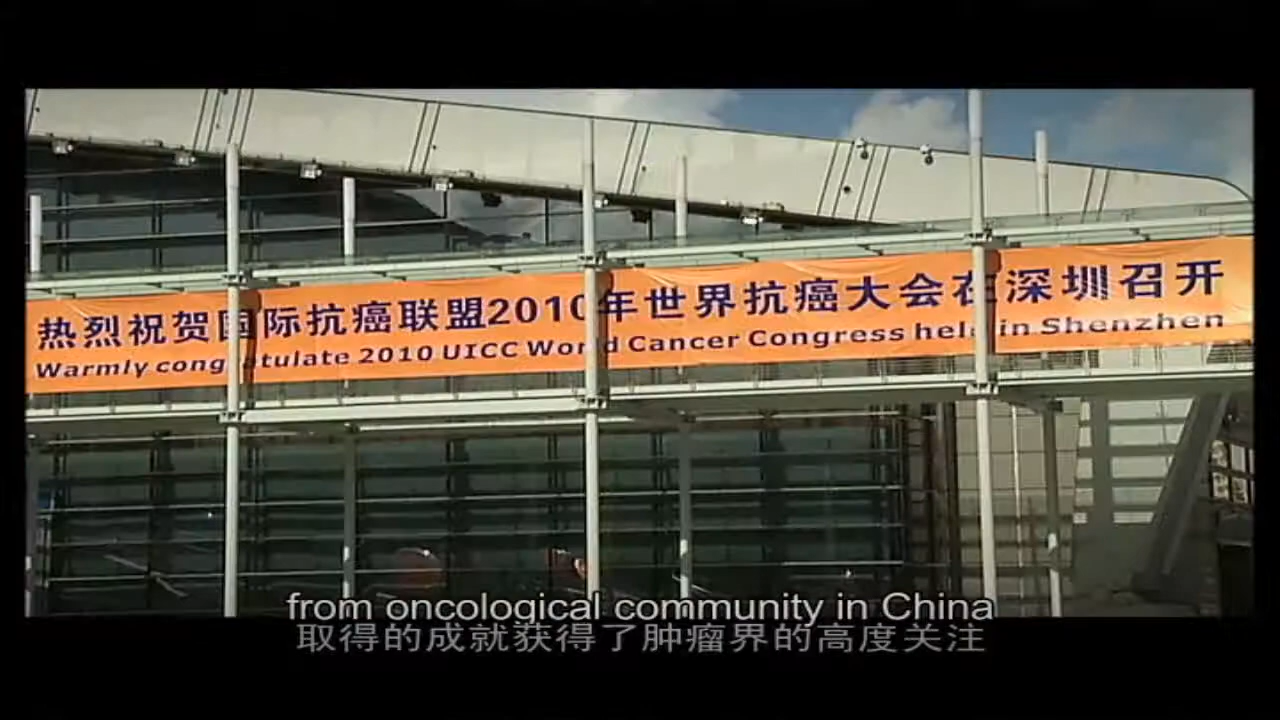 热烈祝贺国际抗癌联盟2010年世界抗癌大会在深圳召开
Warmly congratulate 2010 UICC World Cancer Congress held in Shenzhen
from oncological community in China
取得的成就获得了肿瘤界的高度关注